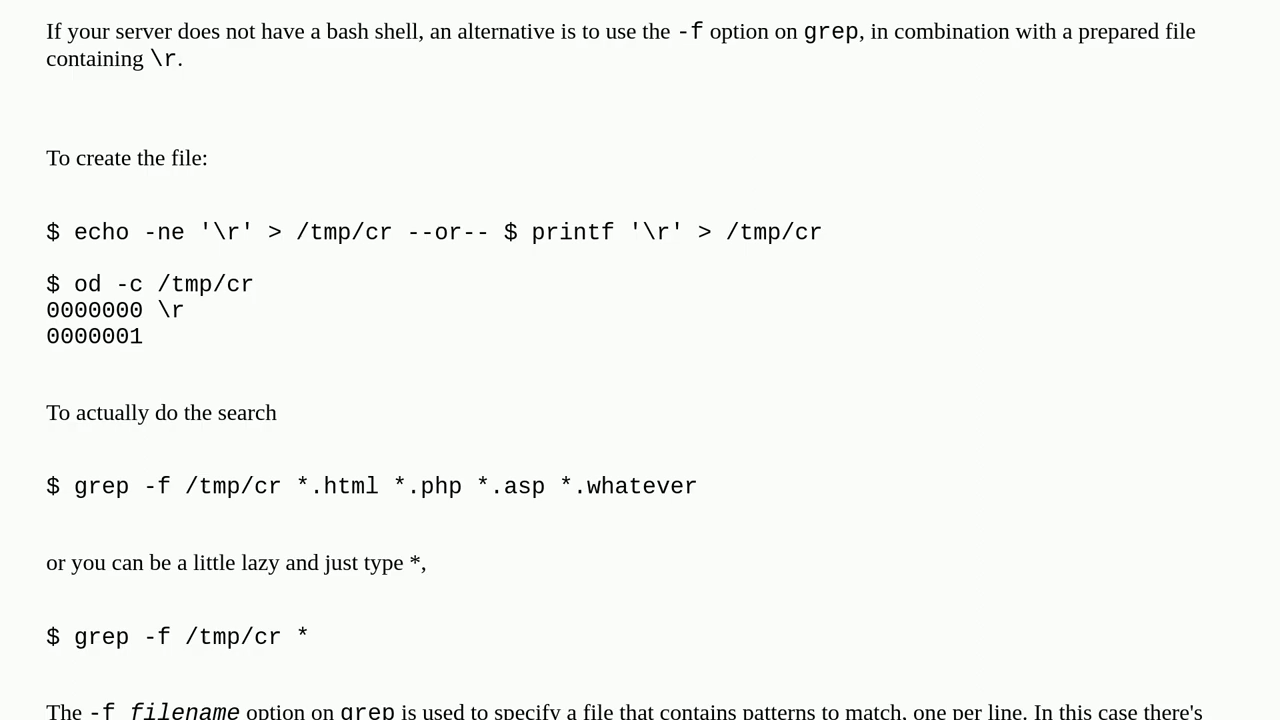 If your server does not have a bash shell, an alternative is to use the -f option on grep, in combination with a prepared file
containing \r.
To create the file:
$ echo -ne '\r' > /tmp/cr --or-- $ printf '\r' > /tmp/cr
$ od -c /tmp/cr
0000000 \r
0000001
To actually do the search
$ grep -f /tmp/cr *.html *.php *.asp *.whatever
or you can be a little lazy and just type *,
$ grep -f /tmp/cr *
The -f filename option on grep is used to specify a file that contains patterns to match, one per line. In this case there's